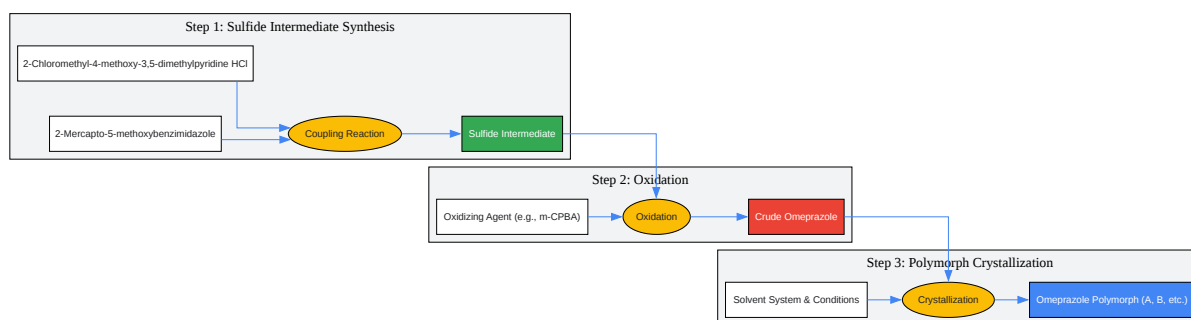 Step 1: Sulfide Intermediate Synthesis
2-Chloromethyl-4-methoxy-3,5-dimethylpyridine HCl
2-Mercapto-5-methoxybenzimidazole
Coupling Reaction
Sulfide Intermediate
Step 2: Oxidation
Oxidizing Agent (e.g., m-CPBA)
Oxidation
Crude Omeprazole
Step 3: Polymorph Crystallization
Solvent System & Conditions
Crystallization
Omeprazole Polymorph (A, B, etc.)